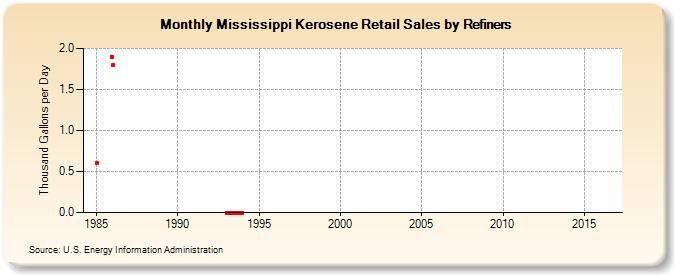 Monthly Mississippi Kerosene Retail Sales by Refiners
Thousand Gallons per Day
2.0
1.5
1.0
0.5
0.0
1985 1990 1995 2000 2005 2010 2015
Source: U.S. Energy Information Administration